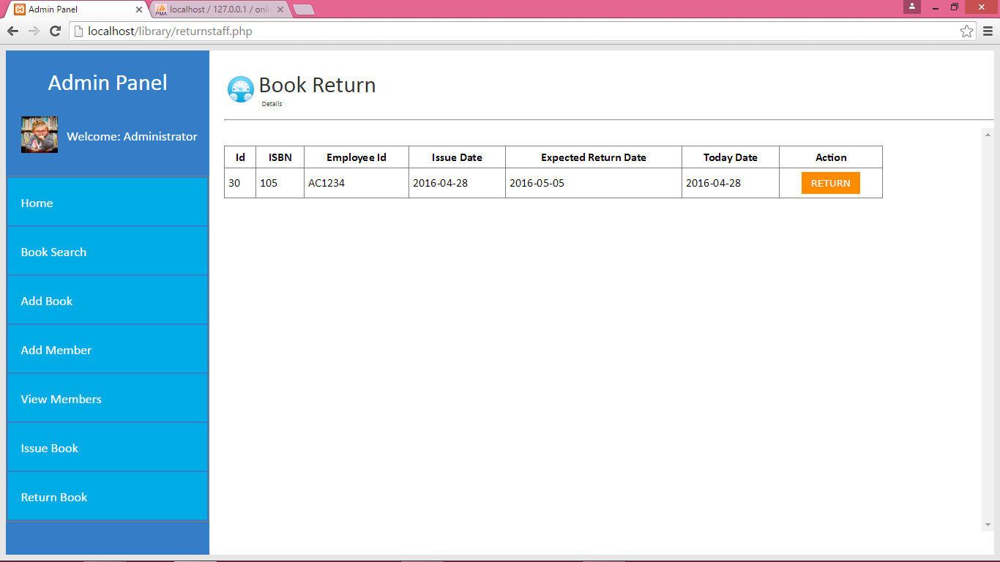 Admin Panel
localhost / 127.0.0.1 / onli
localhost/library/returnstaff.php
Admin Panel
Welcome: Administrator
Home
Book Search
Add Book
Add Member
View Members
Issue Book
Return Book
Book Return
Details
Id ISBN Employee Id Issue Date Expected Return Date Today Date Action
30 105 AC1234 2016-04-28 2016-05-05 2016-04-28 RETURN